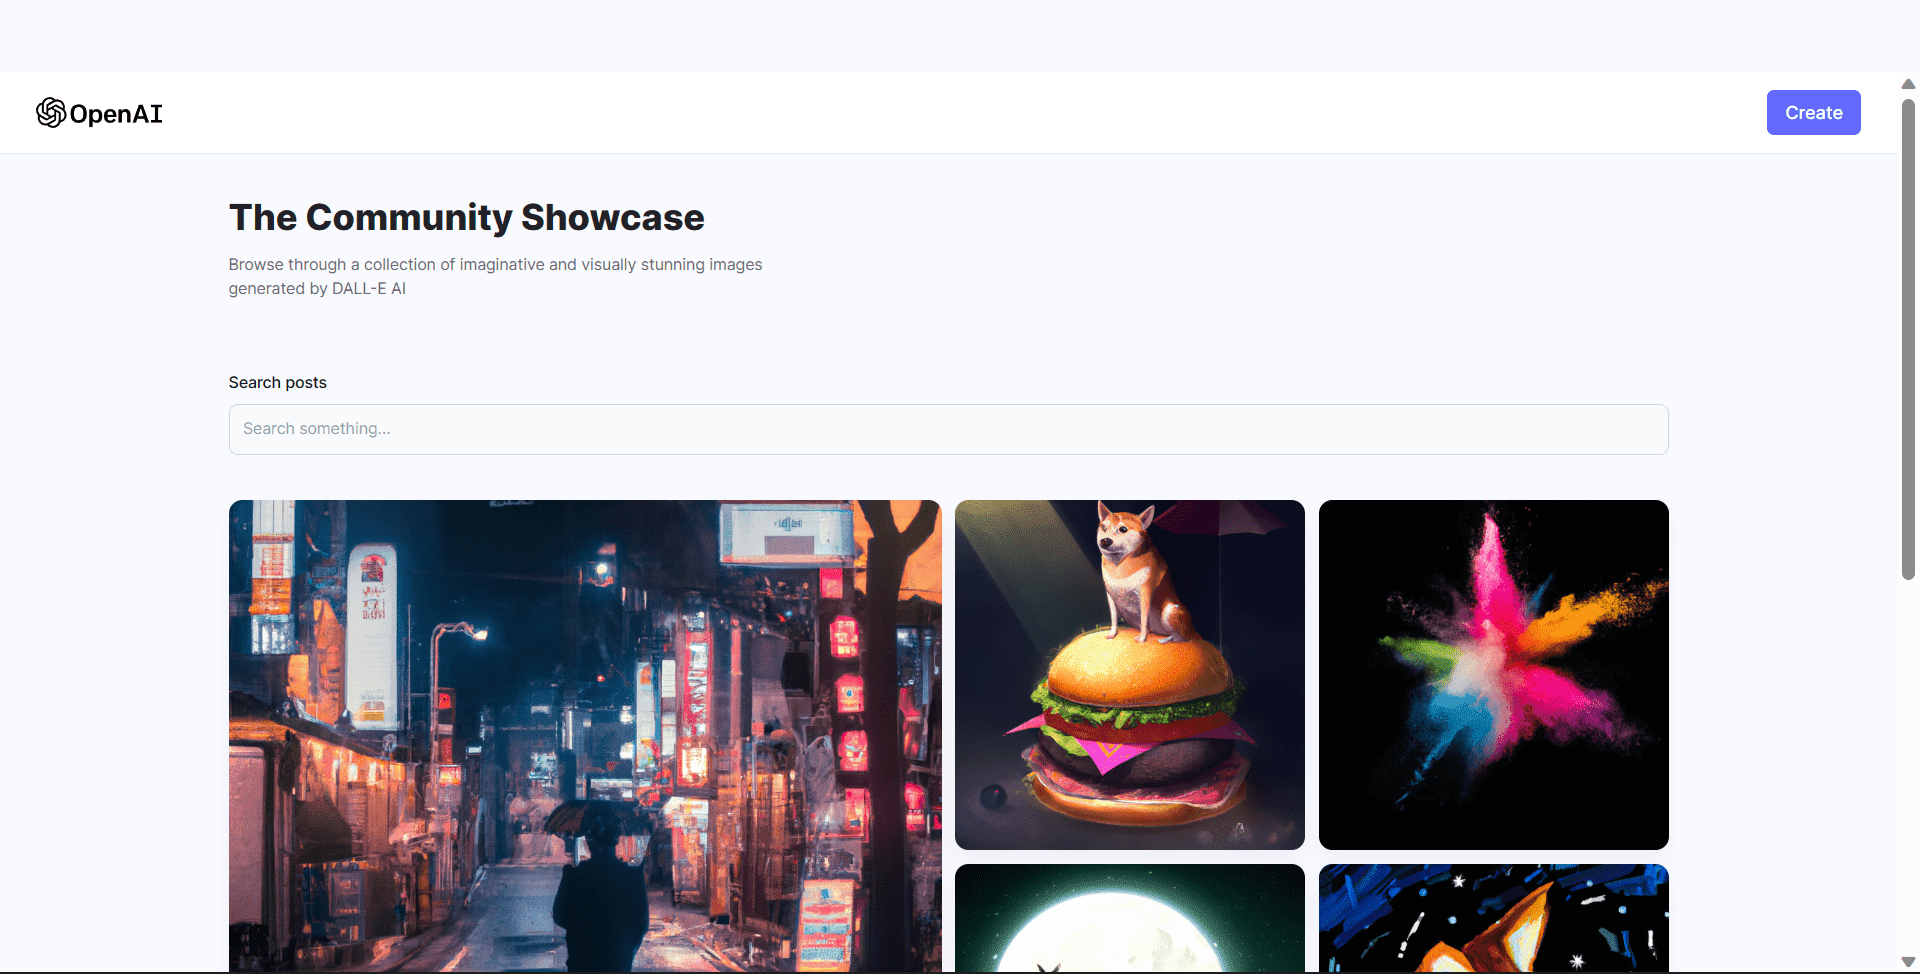 OpenAI
Create
The Community Showcase
Browse through a collection of imaginative and visually stunning images
generated by DALL-E AI
Search posts
Search something...